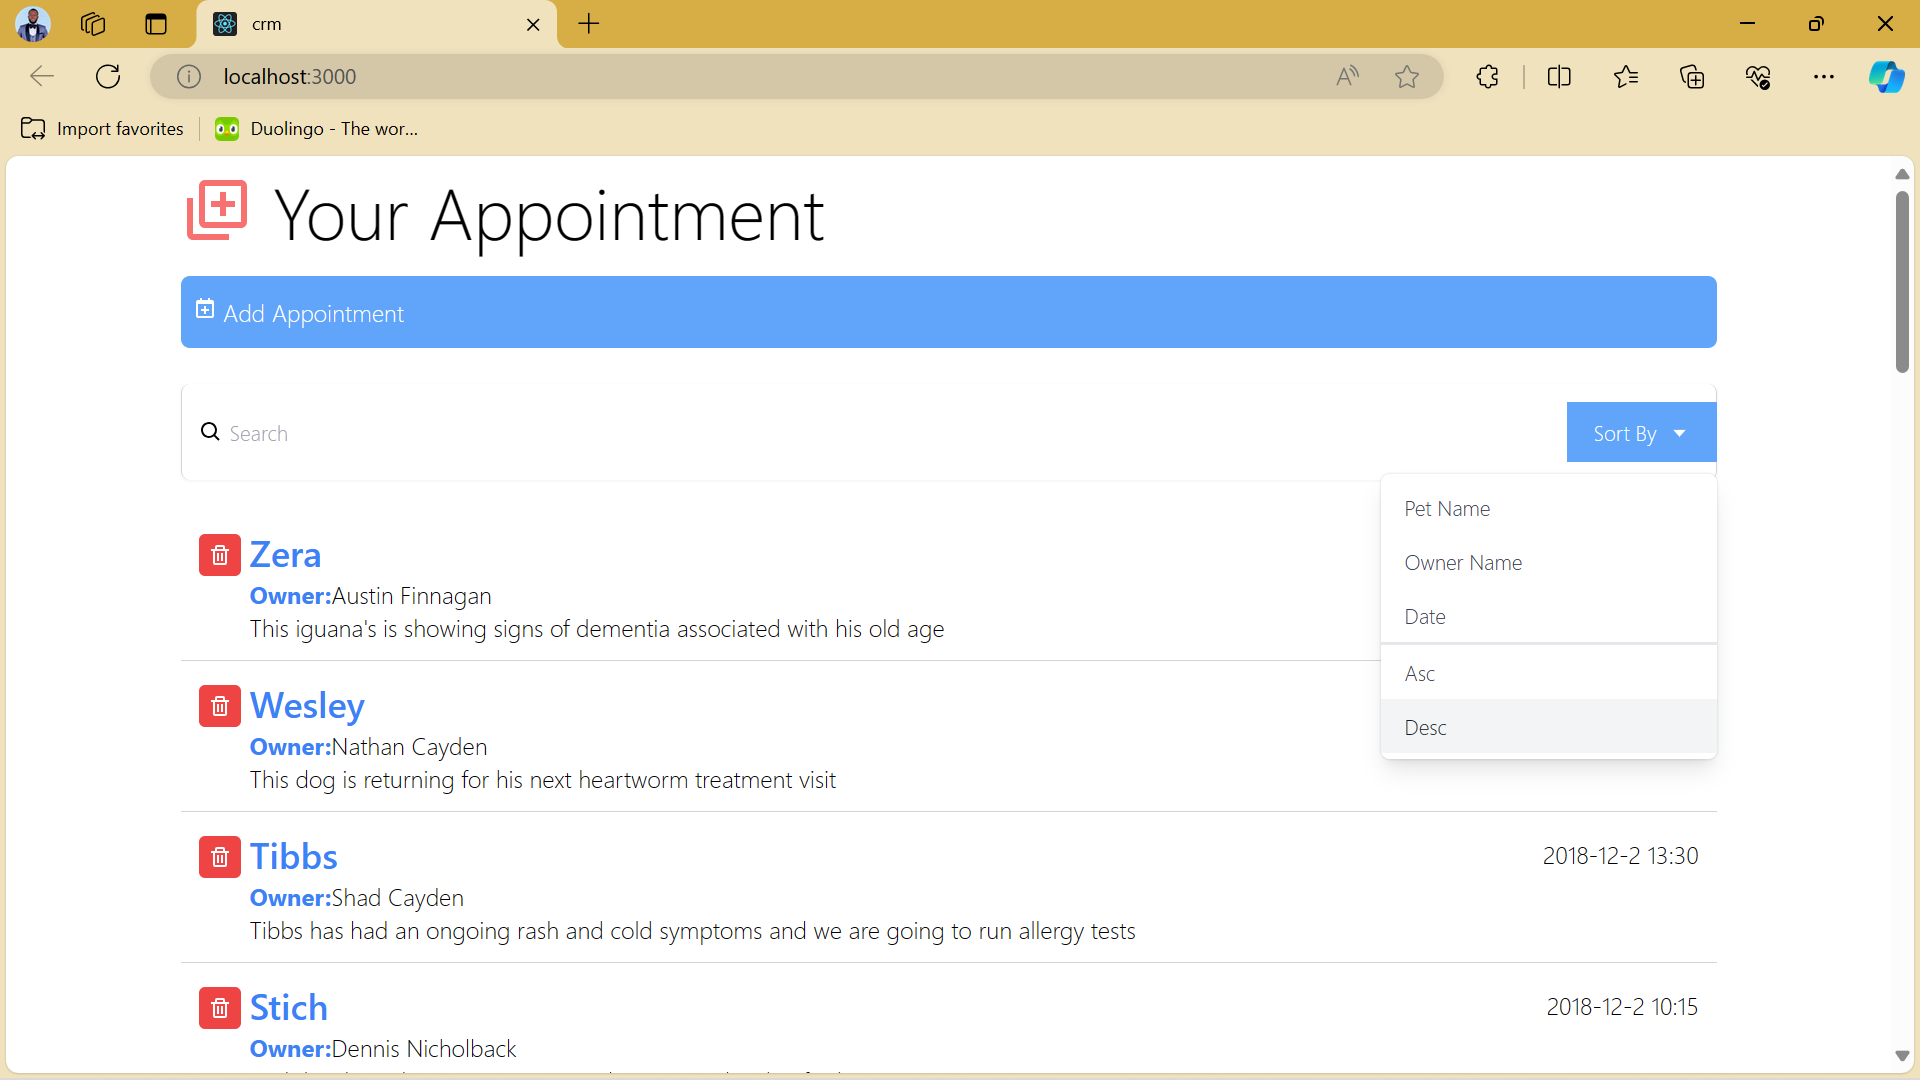 crm
localhost:3000
Import favorites
Duolingo - The wor...
Your Appointment
Add Appointment
Search
Sort By
Pet Name
Owner Name
Date
Asc
Desc
Zera
Owner:Austin Finnagan
This iguana's is showing signs of dementia associated with his old age
Wesley
Owner:Nathan Cayden
This dog is returning for his next heartworm treatment visit
Tibbs
2018-12-2 13:30
Owner:Shad Cayden
Tibbs has had an ongoing rash and cold symptoms and we are going to run allergy tests
Stich
2018-12-2 10:15
Owner:Dennis Nicholback